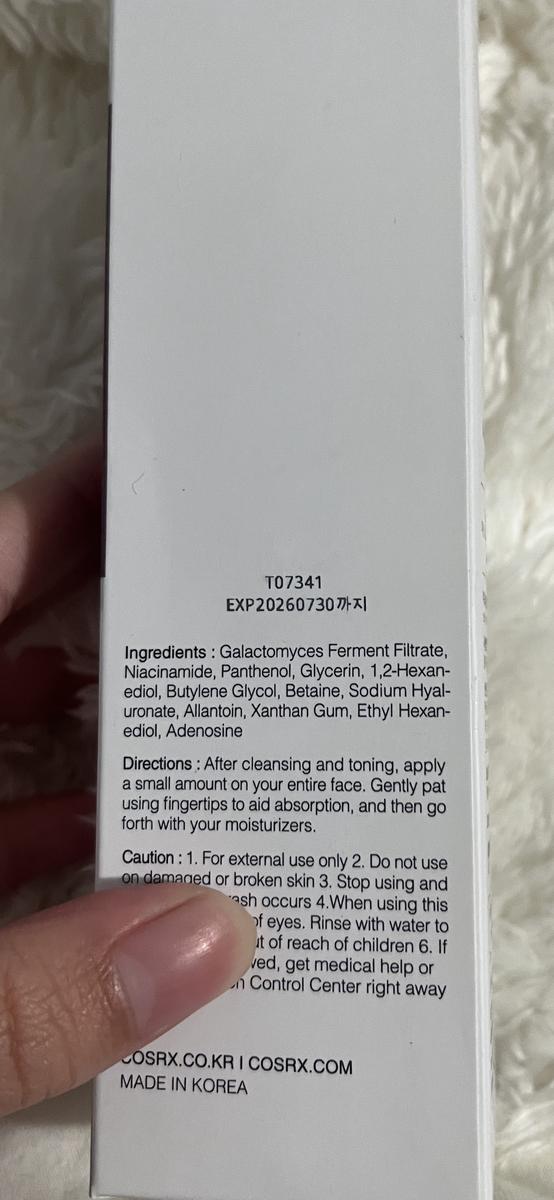 T07341
EXP20260730까지
Ingredients : Galactomyces Ferment Filtrate,
Niacinamide, Panthenol, Glycerin, 1,2-Hexan-
ediol, Butylene Glycol, Betaine, Sodium Hyal-
uronate, Allantoin, Xanthan Gum, Ethyl Hexan-
ediol, Adenosine
Directions : After cleansing and toning, apply
a small amount on your entire face. Gently pat
using fingertips to aid absorption, and then go
forth with your moisturizers.
Caution : 1. For external use only 2. Do not use
on damaged or broken skin 3. Stop using and
occurs 4.When using this
of eyes. Rinse with water to
of reach of children 6. If
get medical help or
Control Center right away
COSRX.CO.KR I COSRX.COM
MADE IN KOREA